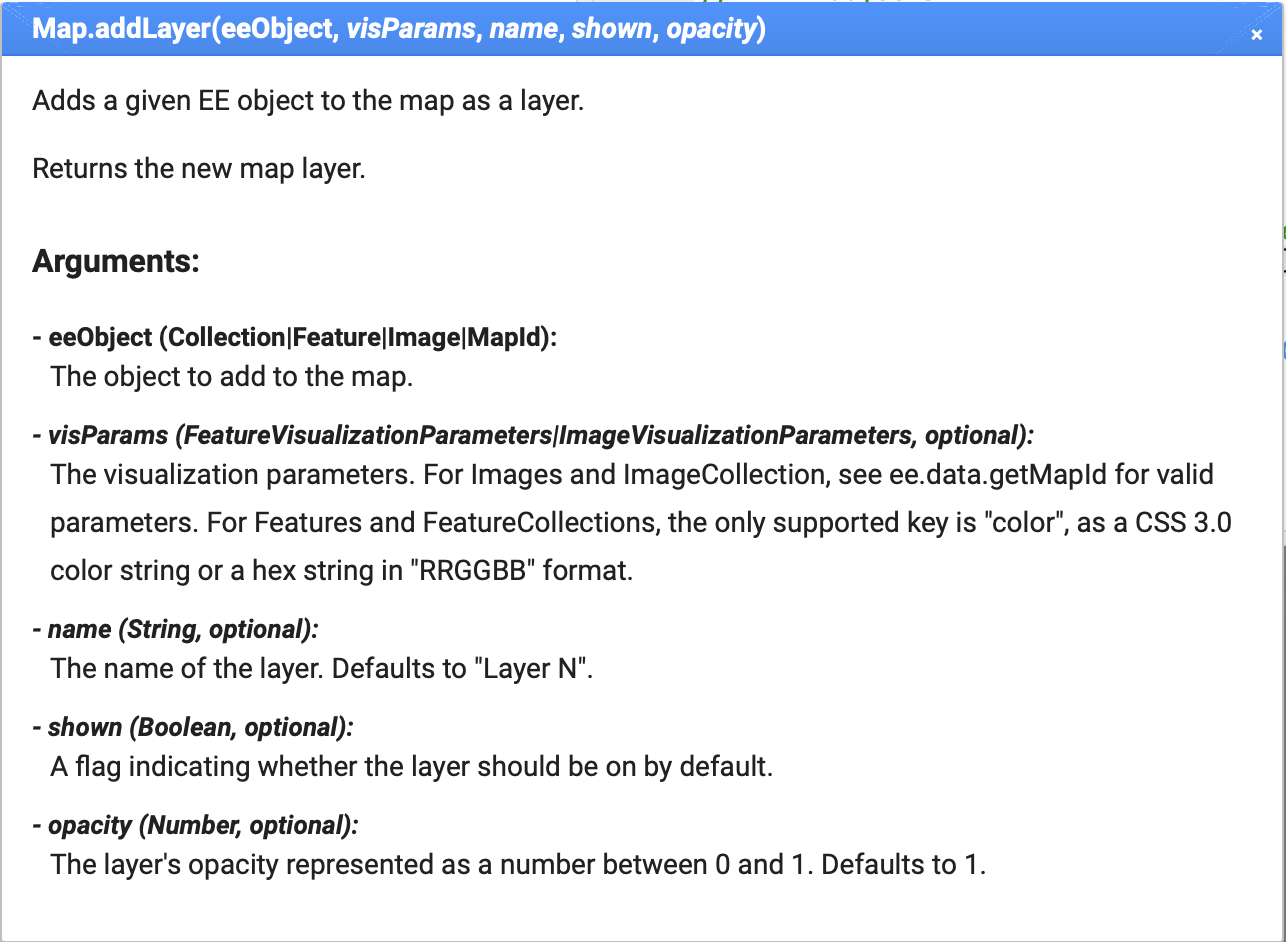 Map.addLayer(eeObject, visParams, name, shown, opacity)
×
Adds a given EE object to the map as a layer.
Returns the new map layer.
Arguments:
- eeObject (Collection|Feature|Image|MapId):
The object to add to the map.
- visParams (FeatureVisualizationParameters|ImageVisualizationParameters, optional):
The visualization parameters. For Images and ImageCollection, see ee.data.getMapId for valid
parameters. For Features and FeatureCollections, the only supported key is "color", as a CSS 3.0
color string or a hex string in "RRGGBB" format.
- name (String, optional):
The name of the layer. Defaults to "Layer N".
- shown (Boolean, optional):
A flag indicating whether the layer should be on by default.
- opacity (Number, optional):
The layer's opacity represented as a number between 0 and 1. Defaults to 1.